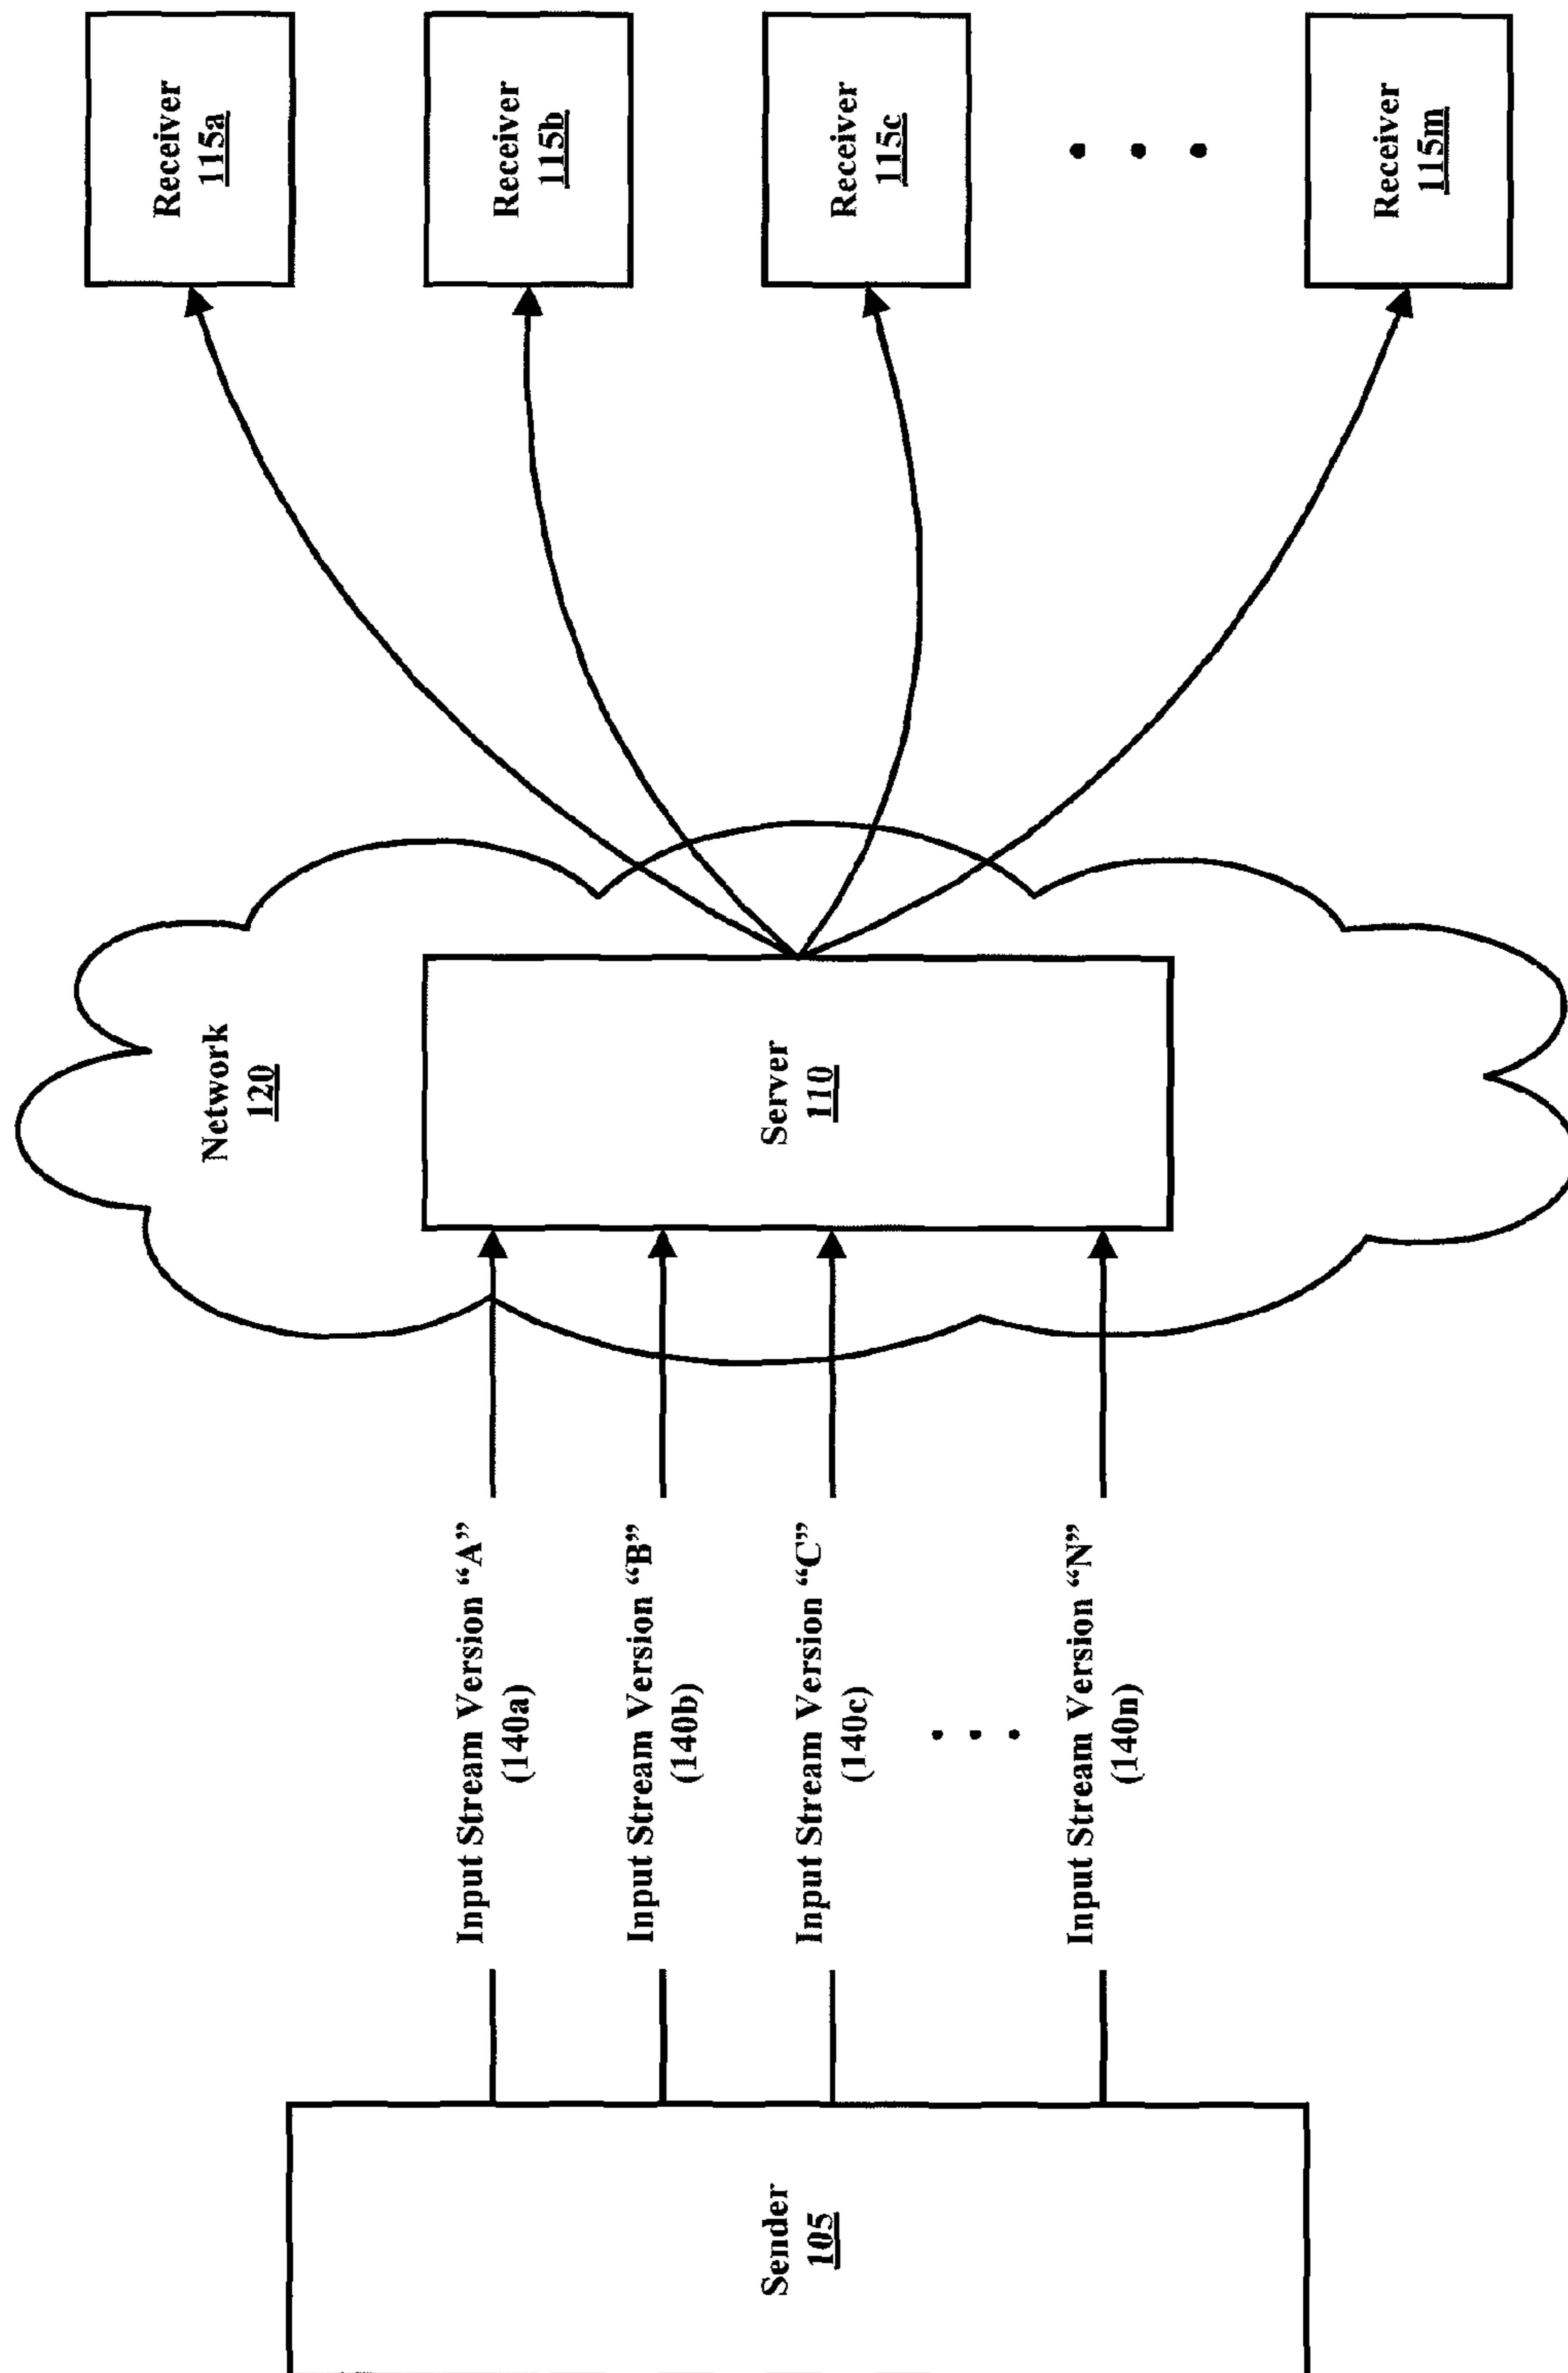 Sender
105
Input Stream Version “A”
(140a)
Input Stream Version “B”
(140b)
Input Stream Version “C”
(140c)
Input Stream Version “N”
(140n)
Network
120
Server
110
Receiver
115a
Receiver
115b
Receiver
115c
Receiver
115m